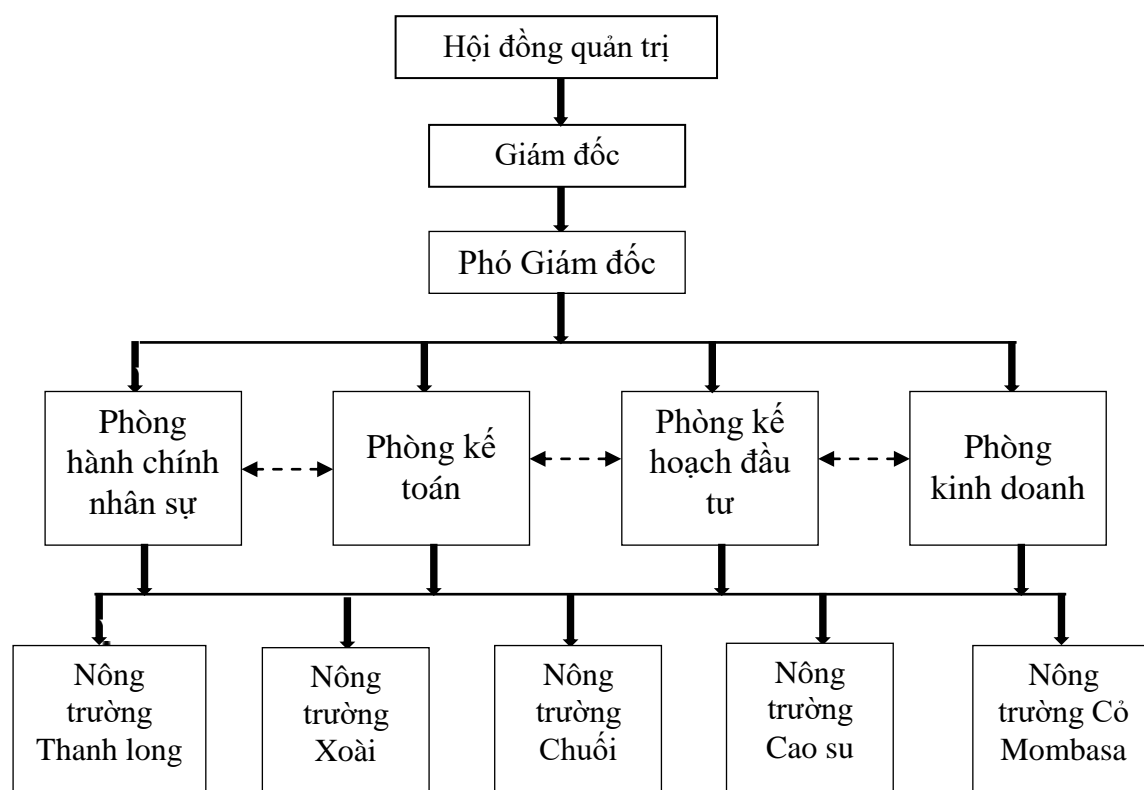 Hội đồng quản trị
Giám đốc
Phó Giám đốc
Phòng
hành chính
nhân sự
Phòng kế
toán
Phòng kế
hoạch đầu
tư
Phòng
kinh doanh
Nông
trường
Thanh long
Nông
trường
Xoài
Nông
trường
Chuối
Nông
trường
Cao su
Nông
trường Cỏ
Mombasa